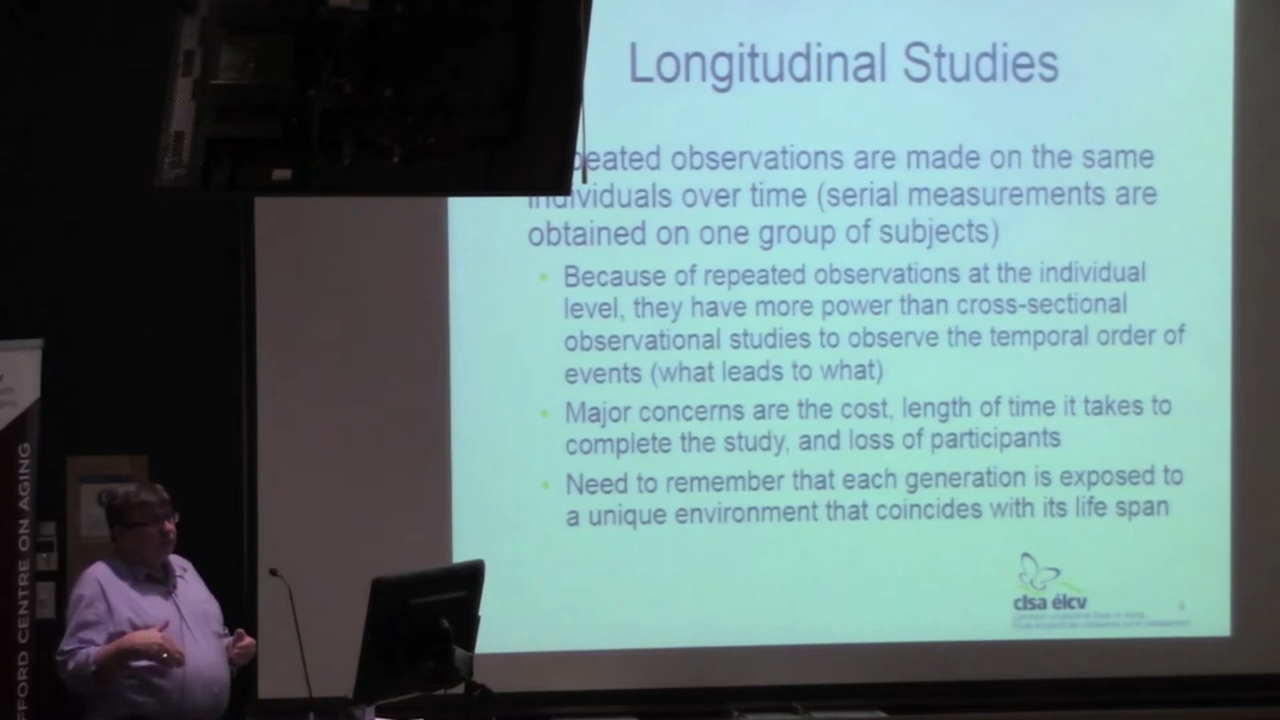 Longitudinal Studies
peated observations are made on the same
individuals over time (serial measurements are
obtained on one group of subjects)
Because of repeated observations at the individual
level, they have more power than cross-sectional
observational studies to observe the temporal order of
events (what leads to what)
Major concerns are the cost, length of time it takes to
complete the study, and loss of participants
Need to remember that each generation is exposed to
a unique environment that coincides with its life span
clsa élcv
FFORD CENTRE ON AGING